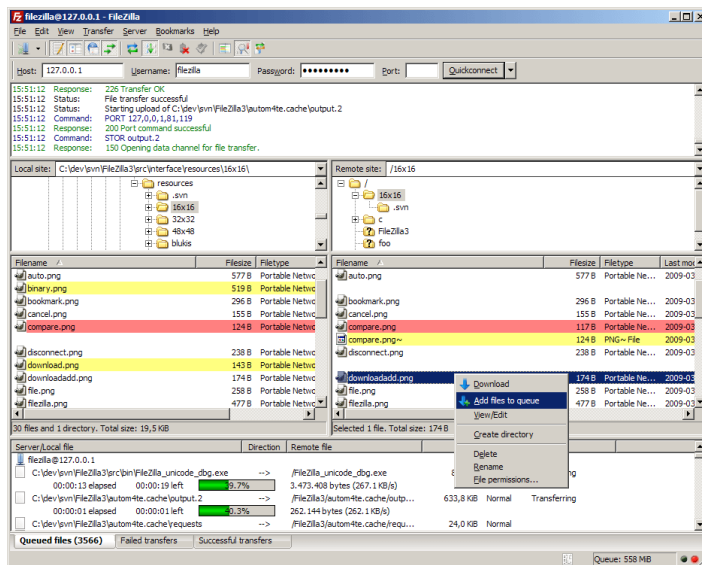 filezilla@127.0.0.1 - FileZilla
File Edit View Transfer Server Bookmarks Help
Host: 127.0.0.1 Username: filezilla Password: ●●●●●●●●● Port: Quickconnect
15:51:12 Response: 226 Transfer OK
15:51:12 Status: File transfer successful
15:51:12 Status: Starting upload of C:\dev\svn\FileZilla3\autom4te.cache\output.2
15:51:12 Command: PORT 127,0,0,1,81,119
15:51:12 Response: 200 Port command successful
15:51:12 Command: STOR output.2
15:51:12 Response: 150 Opening data channel for file transfer.
Local site: C:\dev\svn\FileZilla3\src\interface\resources\16x16\
resources
.svn
16x16
32x32
48x48
blukis
Remote site: /16x16
/
16x16
.svn
c
FileZilla3
foo
Filename Filesize Filetype
auto.png 577 B Portable Netwo
binary.png 519 B Portable Netwo
bookmark.png 296 B Portable Netwo
cancel.png 155 B Portable Netwo
compare.png 124 B Portable Netwo
disconnect.png 238 B Portable Netwo
download.png 143 B Portable Netwo
downloadadd.png 174 B Portable Netwo
file.png 258 B Portable Netwo
filezilla.png 477 B Portable Netwo
30 files and 1 directory. Total size: 19,5 KiB
Filename Filesize Filetype Last mo
auto.png 577 B Portable Ne... 2009-03
bookmark.png 296 B Portable Ne... 2009-03
cancel.png 155 B Portable Ne... 2009-03
compare.png 117 B Portable Ne... 2009-03
compare.png~ 124 B PNG~ File 2009-03
disconnect.png 238 B Portable Ne... 2009-03
downloadadd.png 174 B Portable Ne... 2009-03
file.png 258 B Portable Ne... 2009-03
filezilla.png 477 B Portable Ne... 2009-03
Selected 1 file. Total size: 174 B
Download
Add files to queue
View/Edit
Create directory
Delete
Rename
File permissions...
Server/Local file Direction Remote file
filezilla@127.0.0.1
C:\dev\svn\FileZilla3\src\bin\FileZilla_unicode_dbg.exe --> /FileZilla_unicode_dbg.exe
00:00:13 elapsed 00:00:19 left 39.7% 3.473.408 bytes (267.1 KB/s)
C:\dev\svn\FileZilla3\autom4te.cache\output.2 --> /FileZilla3/autom4te.cache/outp... 633,8 KiB Normal Transferring
00:00:01 elapsed 00:00:01 left 40.3% 262.144 bytes (262.1 KB/s)
C:\dev\svn\FileZilla3\autom4te.cache\requests --> /FileZilla3/autom4te.cache/requ... 24,0 KiB Normal
Queued files (3566) Failed transfers Successful transfers
Queue: 558 MiB